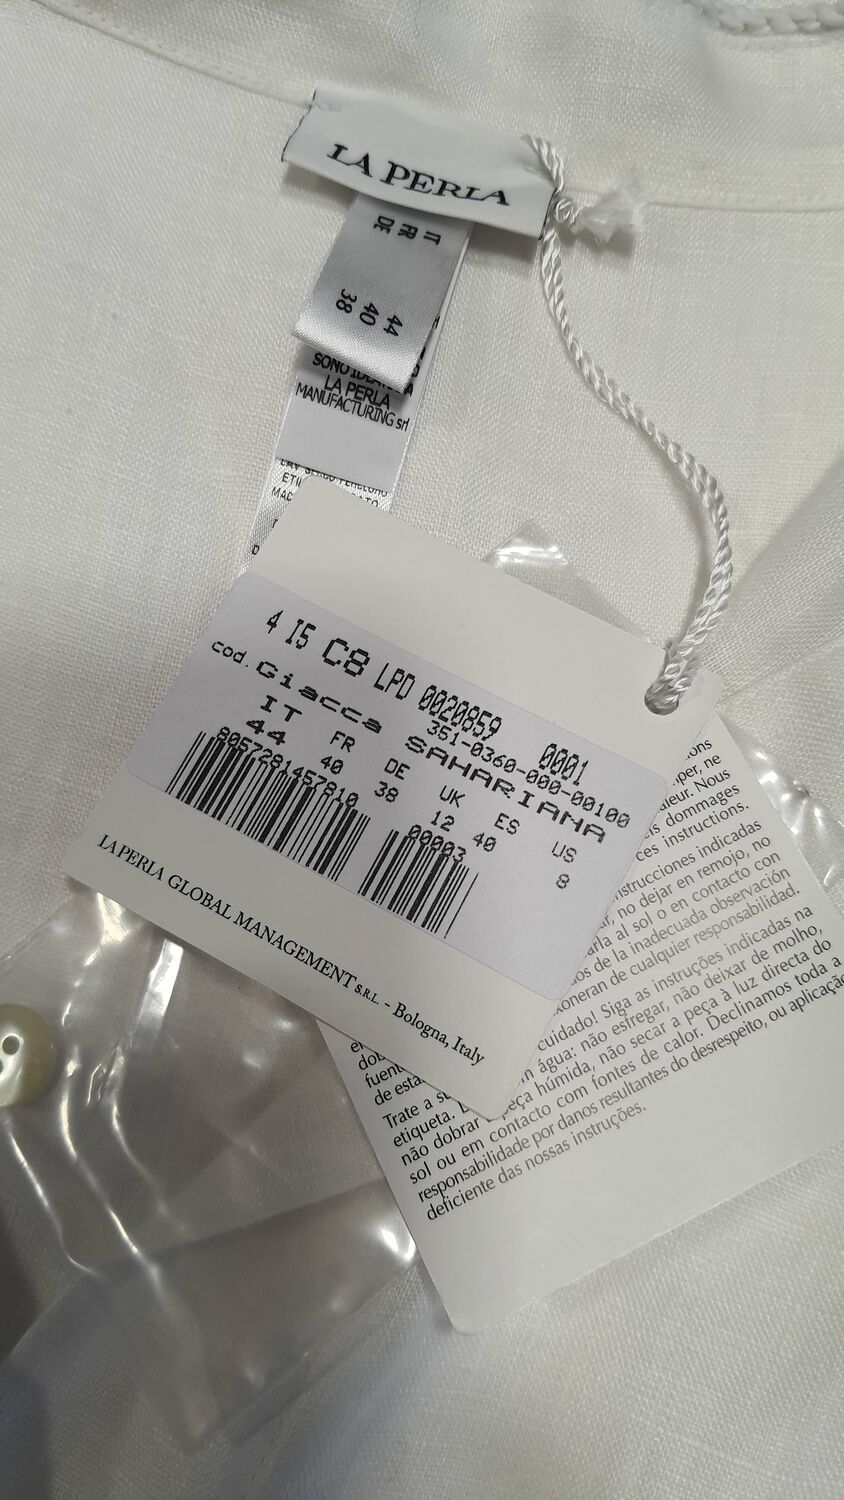 LA PERLA
IT 44
FR 40
DE 38
LA PERLA
MANUFACTURING srl
4 I5 C8 LPD 0020859 0001
cod. 351-0360-000-00100
Giacca SAHARIANA
IT FR DE UK ES US
44 40 38 12 40 8
8057281457810 00003
LA PERLA GLOBAL MANAGEMENT S.R.L. - Bologna, Italy
ne
Nous
dommages
ces instructions.
indicadas
no dejar en remojo, no
al sol o en contacto con
de la inadecuada observación
de cualquier responsabilidad.
cuidado! Siga as instruções indicadas na
etiqueta. água: não esfregar, não deixar de molho,
não dobrar peça húmida, não secar a peça à luz directa do
sol ou em contacto com fontes de calor. Declinamos toda a
responsabilidade por danos resultantes do desrespeito, ou aplicação
deficiente das nossas instruções.